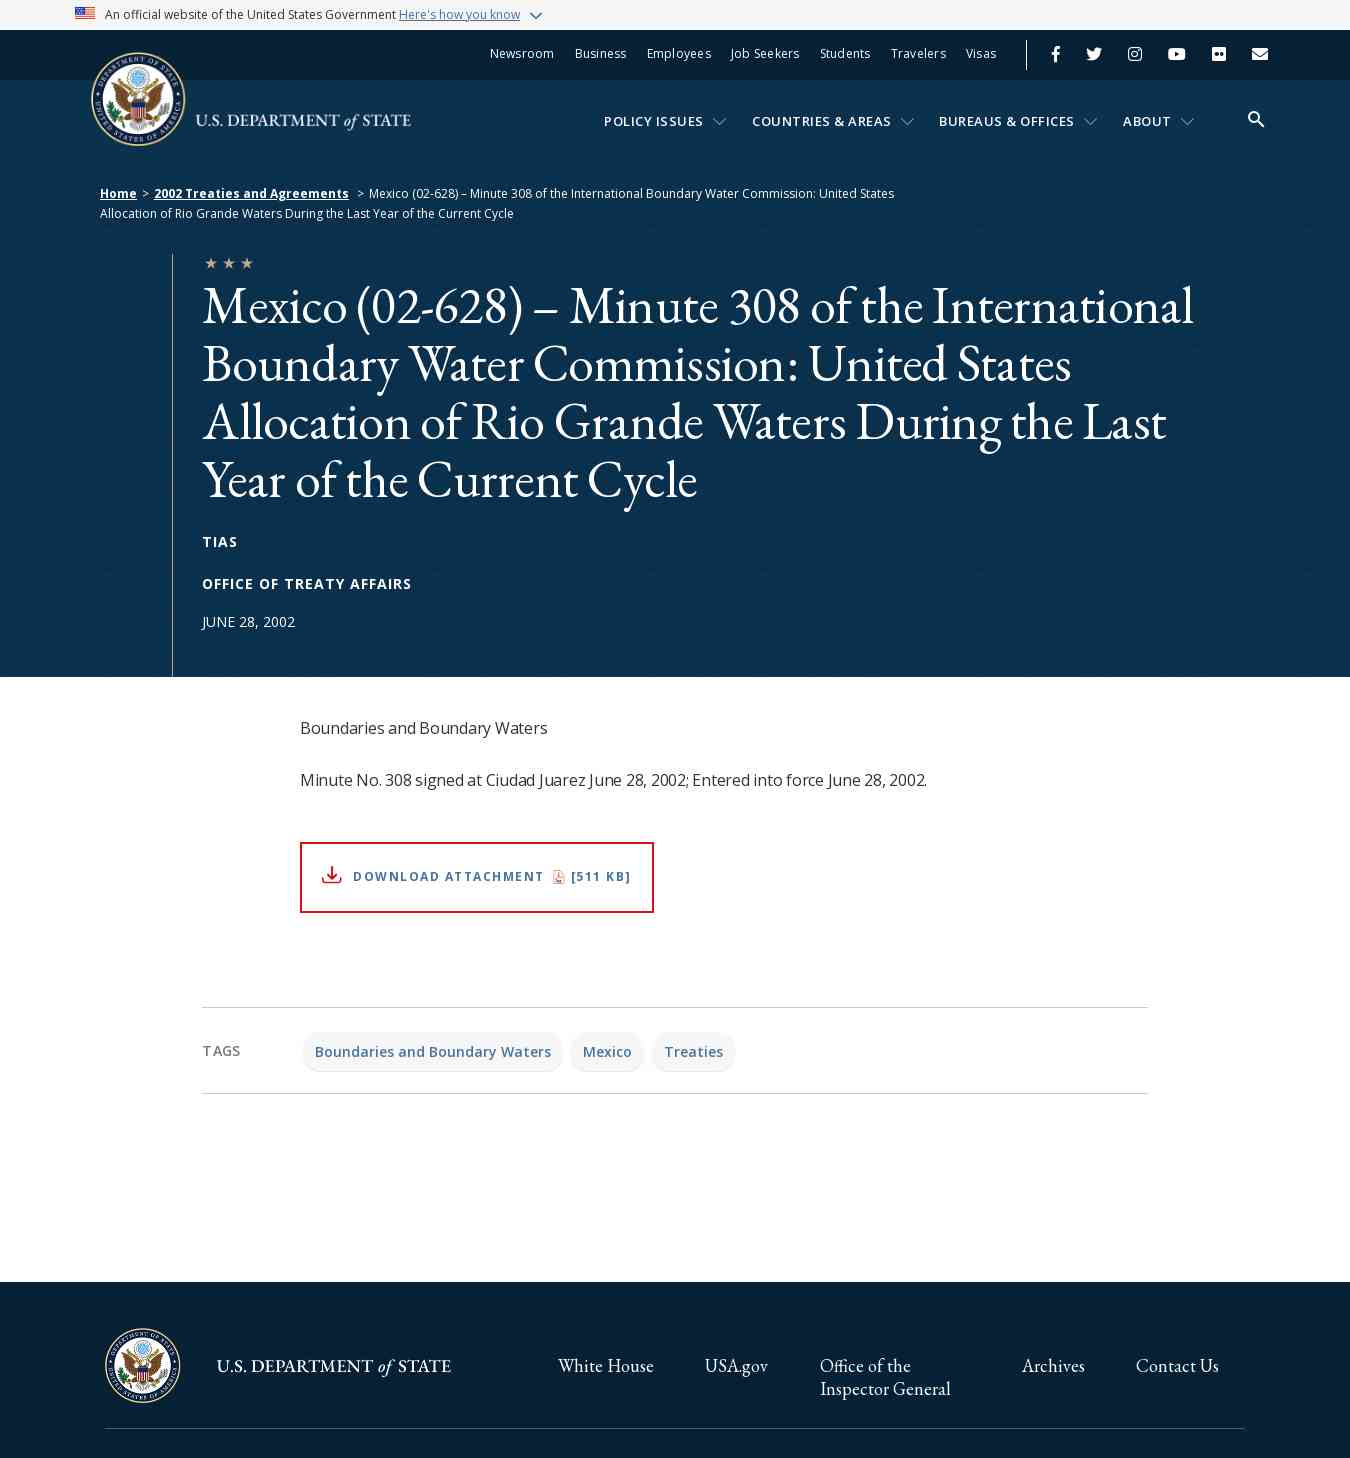 An official website of the United States Government Here's how you know
Newsroom Business Employees Job Seekers Students Travelers Visas
U.S. DEPARTMENT of STATE
POLICY ISSUES COUNTRIES & AREAS BUREAUS & OFFICES ABOUT
Home > 2002 Treaties and Agreements > Mexico (02-628) – Minute 308 of the International Boundary Water Commission: United States
Allocation of Rio Grande Waters During the Last Year of the Current Cycle
Mexico (02-628) – Minute 308 of the International
Boundary Water Commission: United States
Allocation of Rio Grande Waters During the Last
Year of the Current Cycle
TIAS
OFFICE OF TREATY AFFAIRS
JUNE 28, 2002
Boundaries and Boundary Waters
Minute No. 308 signed at Ciudad Juarez June 28, 2002; Entered into force June 28, 2002.
DOWNLOAD ATTACHMENT [511 KB]
TAGS Boundaries and Boundary Waters Mexico Treaties
U.S. DEPARTMENT of STATE
White House USA.gov Office of the Archives Contact Us
Inspector General